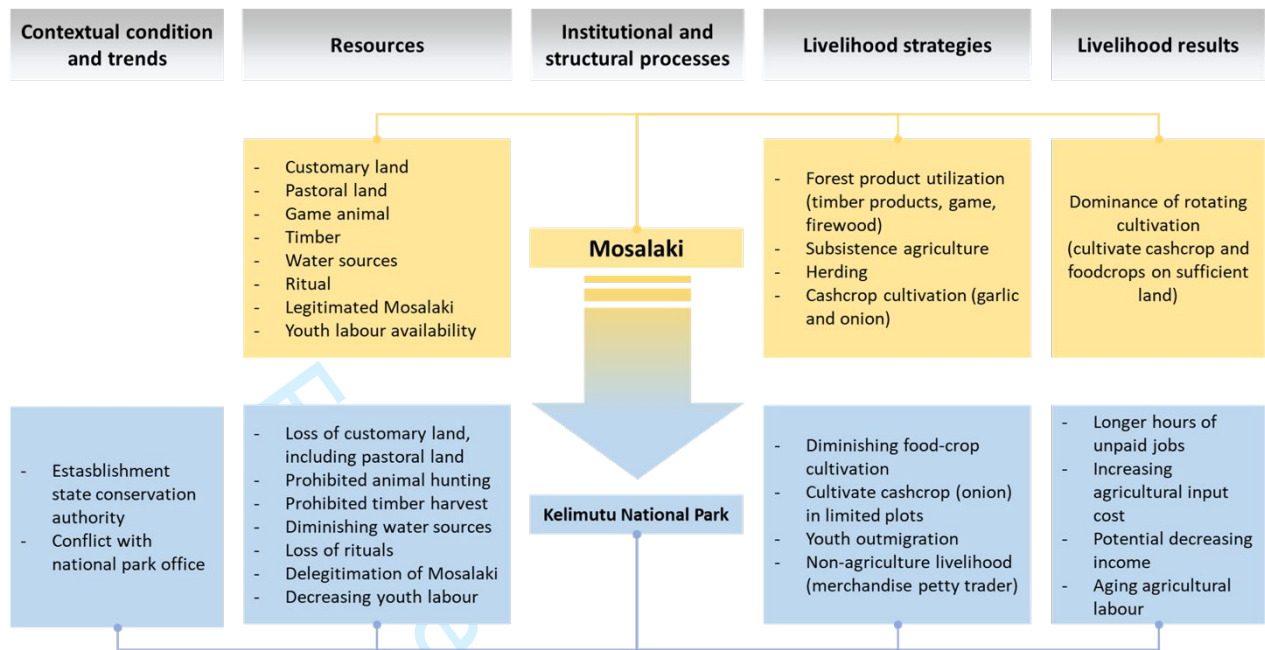 Contextual condition
and trends
Resources
Institutional and
structural processes
Livelihood strategies
Livelihood results
- Customary land
- Pastoral land
- Game animal
- Timber
- Water sources
- Ritual
- Legitimated Mosalaki
- Youth labour availability
Mosalaki
- Forest product utilization
(timber products, game,
firewood)
- Subsistence agriculture
- Herding
- Cashcrop cultivation (garlic
and onion)
Dominance of rotating
cultivation
(cultivate cashcrop and
foodcrops on sufficient
land)
- Estasblishment
state conservation
authority
- Conflict with
national park office
- Loss of customary land,
including pastoral land
- Prohibited animal hunting
- Prohibited timber harvest
- Diminishing water sources
- Loss of rituals
- Delegitimation of Mosalaki
- Decreasing youth labour
Kelimutu National Park
- Diminishing food-crop
cultivation
- Cultivate cashcrop (onion)
in limited plots
- Youth outmigration
- Non-agriculture livelihood
(merchandise petty trader)
- Longer hours of
unpaid jobs
- Increasing
agricultural input
cost
- Potential decreasing
income
- Aging agricultural
labour